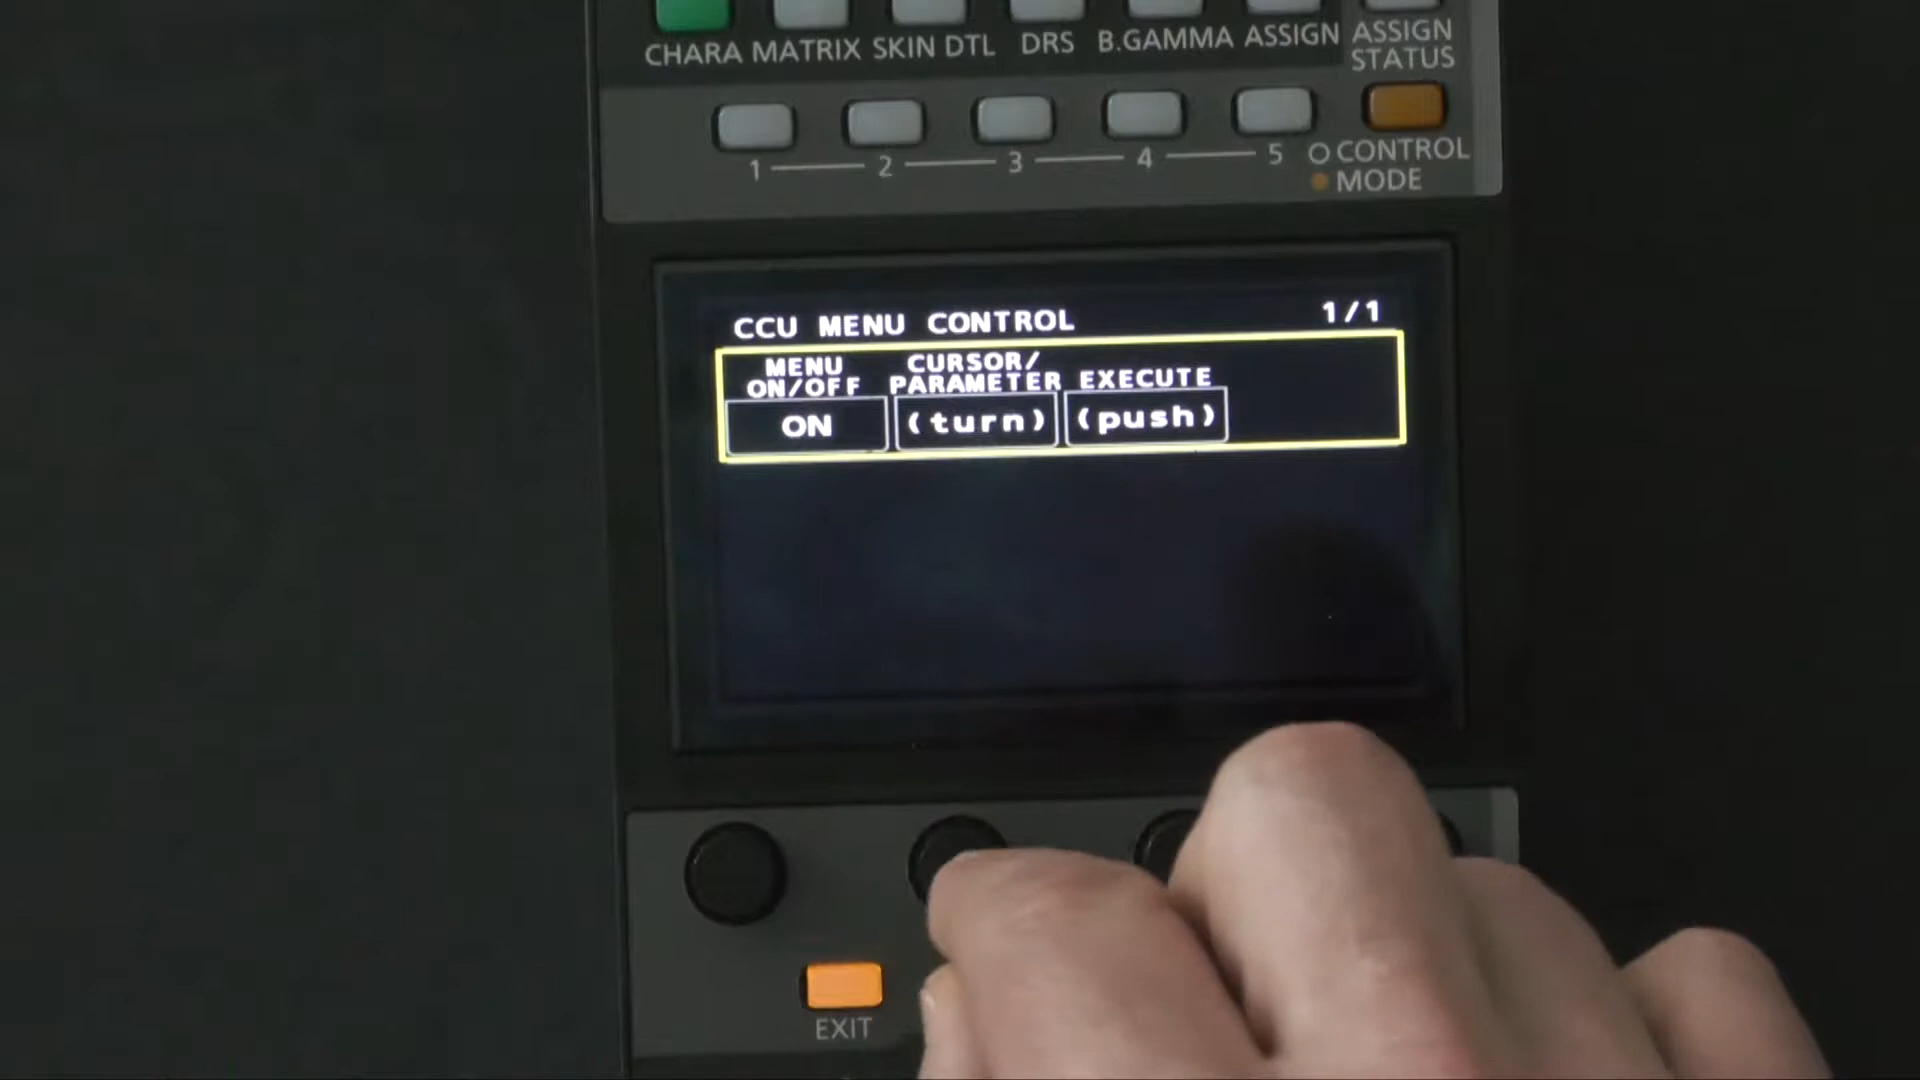 CHARA MATRIX SKIN DTL DRS B.GAMMA ASSIGN ASSIGN STATUS
1 2 3 4 5 CONTROL
MODE
CCU MENU CONTROL 1/1
MENU ON/OFF CURSOR/ PARAMETER EXECUTE
ON (turn) (push)
EXIT